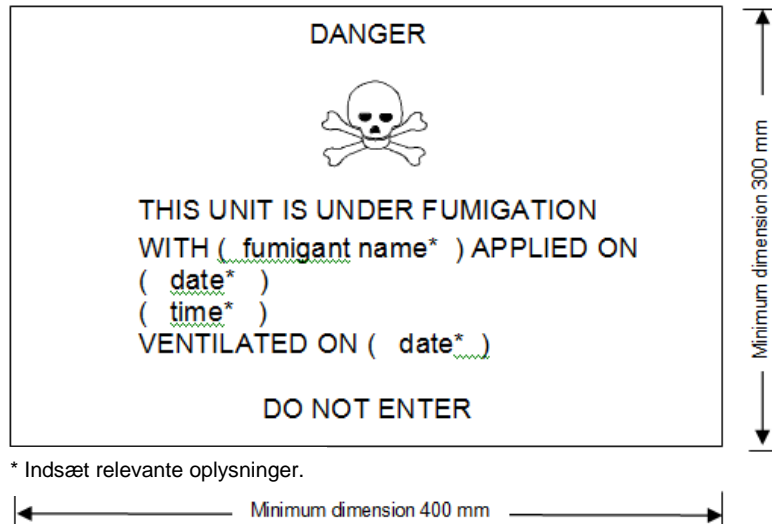 DANGER
THIS UNIT IS UNDER FUMIGATION
WITH ( fumigant name* ) APPLIED ON
( date* )
( time* )
VENTILATED ON ( date* )
DO NOT ENTER
Minimum dimension 300 mm
* Indsæt relevante oplysninger.
Minimum dimension 400 mm